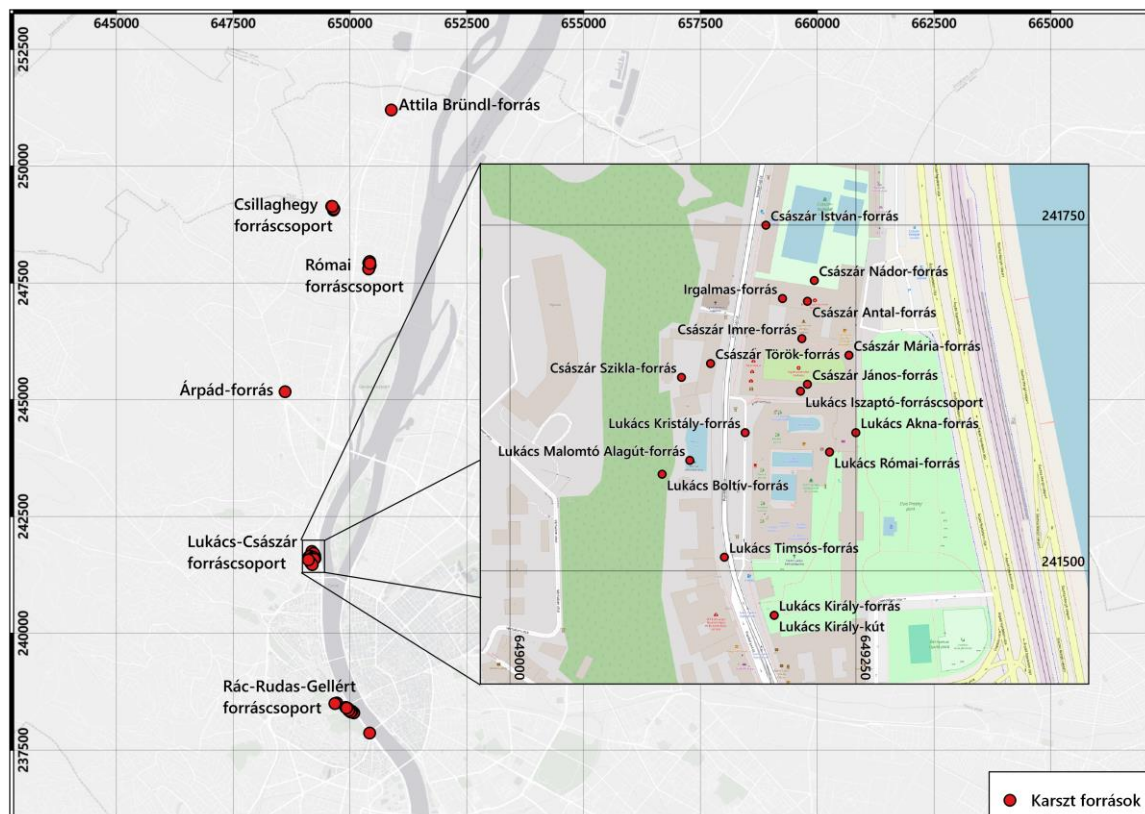 645000
647500
650000
652500
655000
657500
660000
662500
665000
252500
250000
247500
245000
242500
240000
237500
Attila Bründl-forrás
Csillaghegy
forráscsoport
Római
forráscsoport
Árpád-forrás
Lukács-Császár
forráscsoport
Rác-Rudas-Gellért
forráscsoport
241750
Császár István-forrás
Császár Nádor-forrás
Irgalmas-forrás
Császár Antal-forrás
Császár Imre-forrás
Császár Török-forrás
Császár Mária-forrás
Császár Szikla-forrás
Császár János-forrás
Lukács Iszaptó-forráscsoport
Lukács Kristály-forrás
Lukács Akna-forrás
Lukács Malomtó Alagút-forrás
Lukács Római-forrás
Lukács Boltív-forrás
Lukács Timsós-forrás
241500
Lukács Király-forrás
Lukács Király-kút
649000
649250
Karszt források